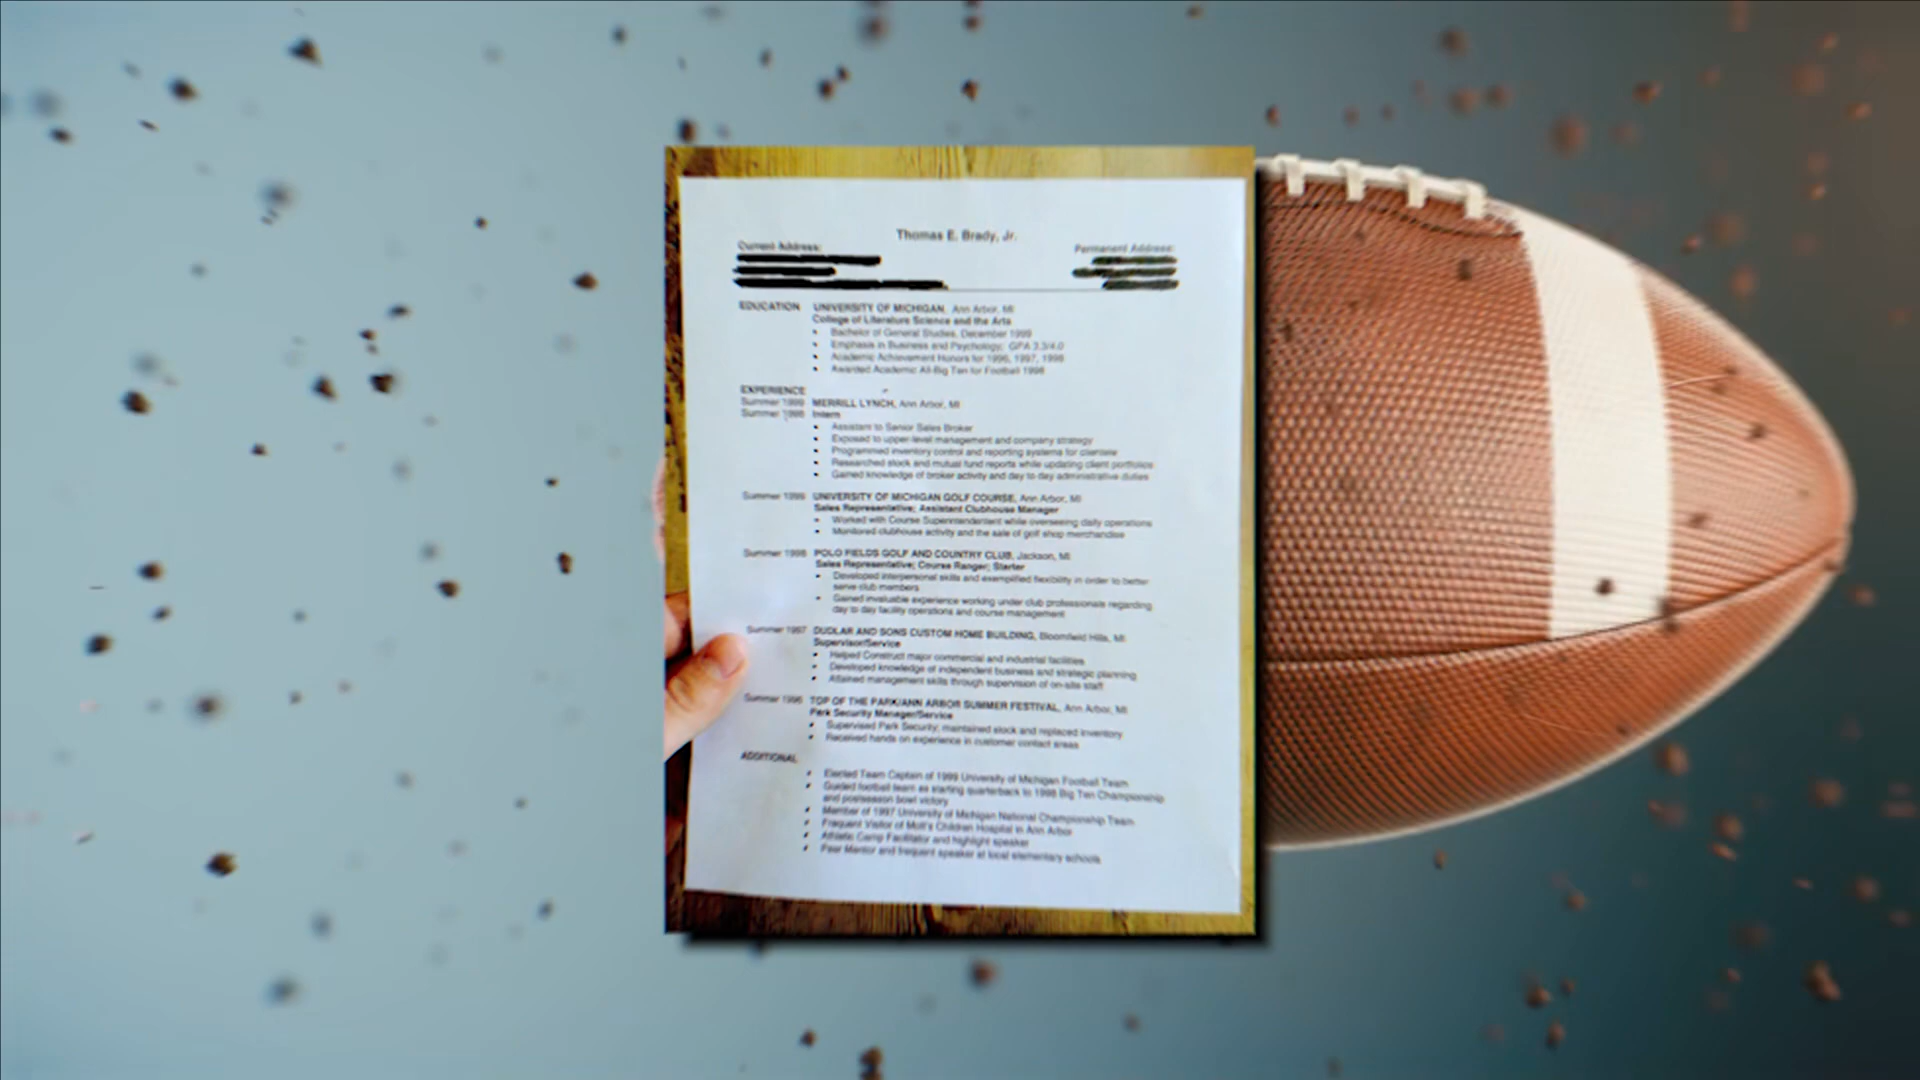 Thomas E. Brady, Jr.
Current Address: Permanent Address:
EDUCATION UNIVERSITY OF MICHIGAN, Ann Arbor, MI
College of Literature Science and the Arts
• Bachelor of General Studies, December 1999
• Emphasis in Business and Psychology; GPA 3.3/4.0
• Academic Achievement Honors for 1996, 1997, 1998
• Awarded Academic All-Big Ten for Football 1998
EXPERIENCE
Summer 1999 MERRILL LYNCH, Ann Arbor, MI
Summer 1998 Intern
• Assistant to Senior Sales Broker
• Exposed to upper-level management and company strategy
• Programmed inventory control and reporting systems for clientele
• Researched stock and mutual fund reports while updating client portfolios
• Gained knowledge of broker activity and day to day administrative duties
Summer 1999 UNIVERSITY OF MICHIGAN GOLF COURSE, Ann Arbor, MI
Sales Representative; Assistant Clubhouse Manager
• Worked with Course Superintendentent while overseeing daily operations
• Monitored clubhouse activity and the sale of golf shop merchandise
Summer 1998 POLO FIELDS GOLF AND COUNTRY CLUB, Jackson, MI
Sales Representative; Course Ranger; Starter
• Developed interpersonal skills and exemplified flexibility in order to better
serve club members
• Gained invaluable experience working under club professionals regarding
day to day facility operations and course management
Summer 1997 DUDLAR AND SONS CUSTOM HOME BUILDING, Bloomfield Hills, MI
Supervisor/Service
• Helped Construct major commercial and industrial facilities
• Developed knowledge of independent business and strategic planning
• Attained management skills through supervision of on-site staff
Summer 1996 TOP OF THE PARK/ANN ARBOR SUMMER FESTIVAL, Ann Arbor, MI
Park Security Manager/Service
• Supervised Park Security; maintained stock and replaced inventory
• Received hands on experience in customer contact areas
ADDITIONAL
• Elected Team Captain of 1999 University of Michigan Football Team
• Guided football team as starting quarterback to 1998 Big Ten Championship
and postseason bowl victory
• Member of 1997 University of Michigan National Championship Team
• Frequent Visitor of Mott's Children Hospital in Ann Arbor
• Athletic Camp Facilitator and highlight speaker
• Peer Mentor and frequent speaker at local elementary schools